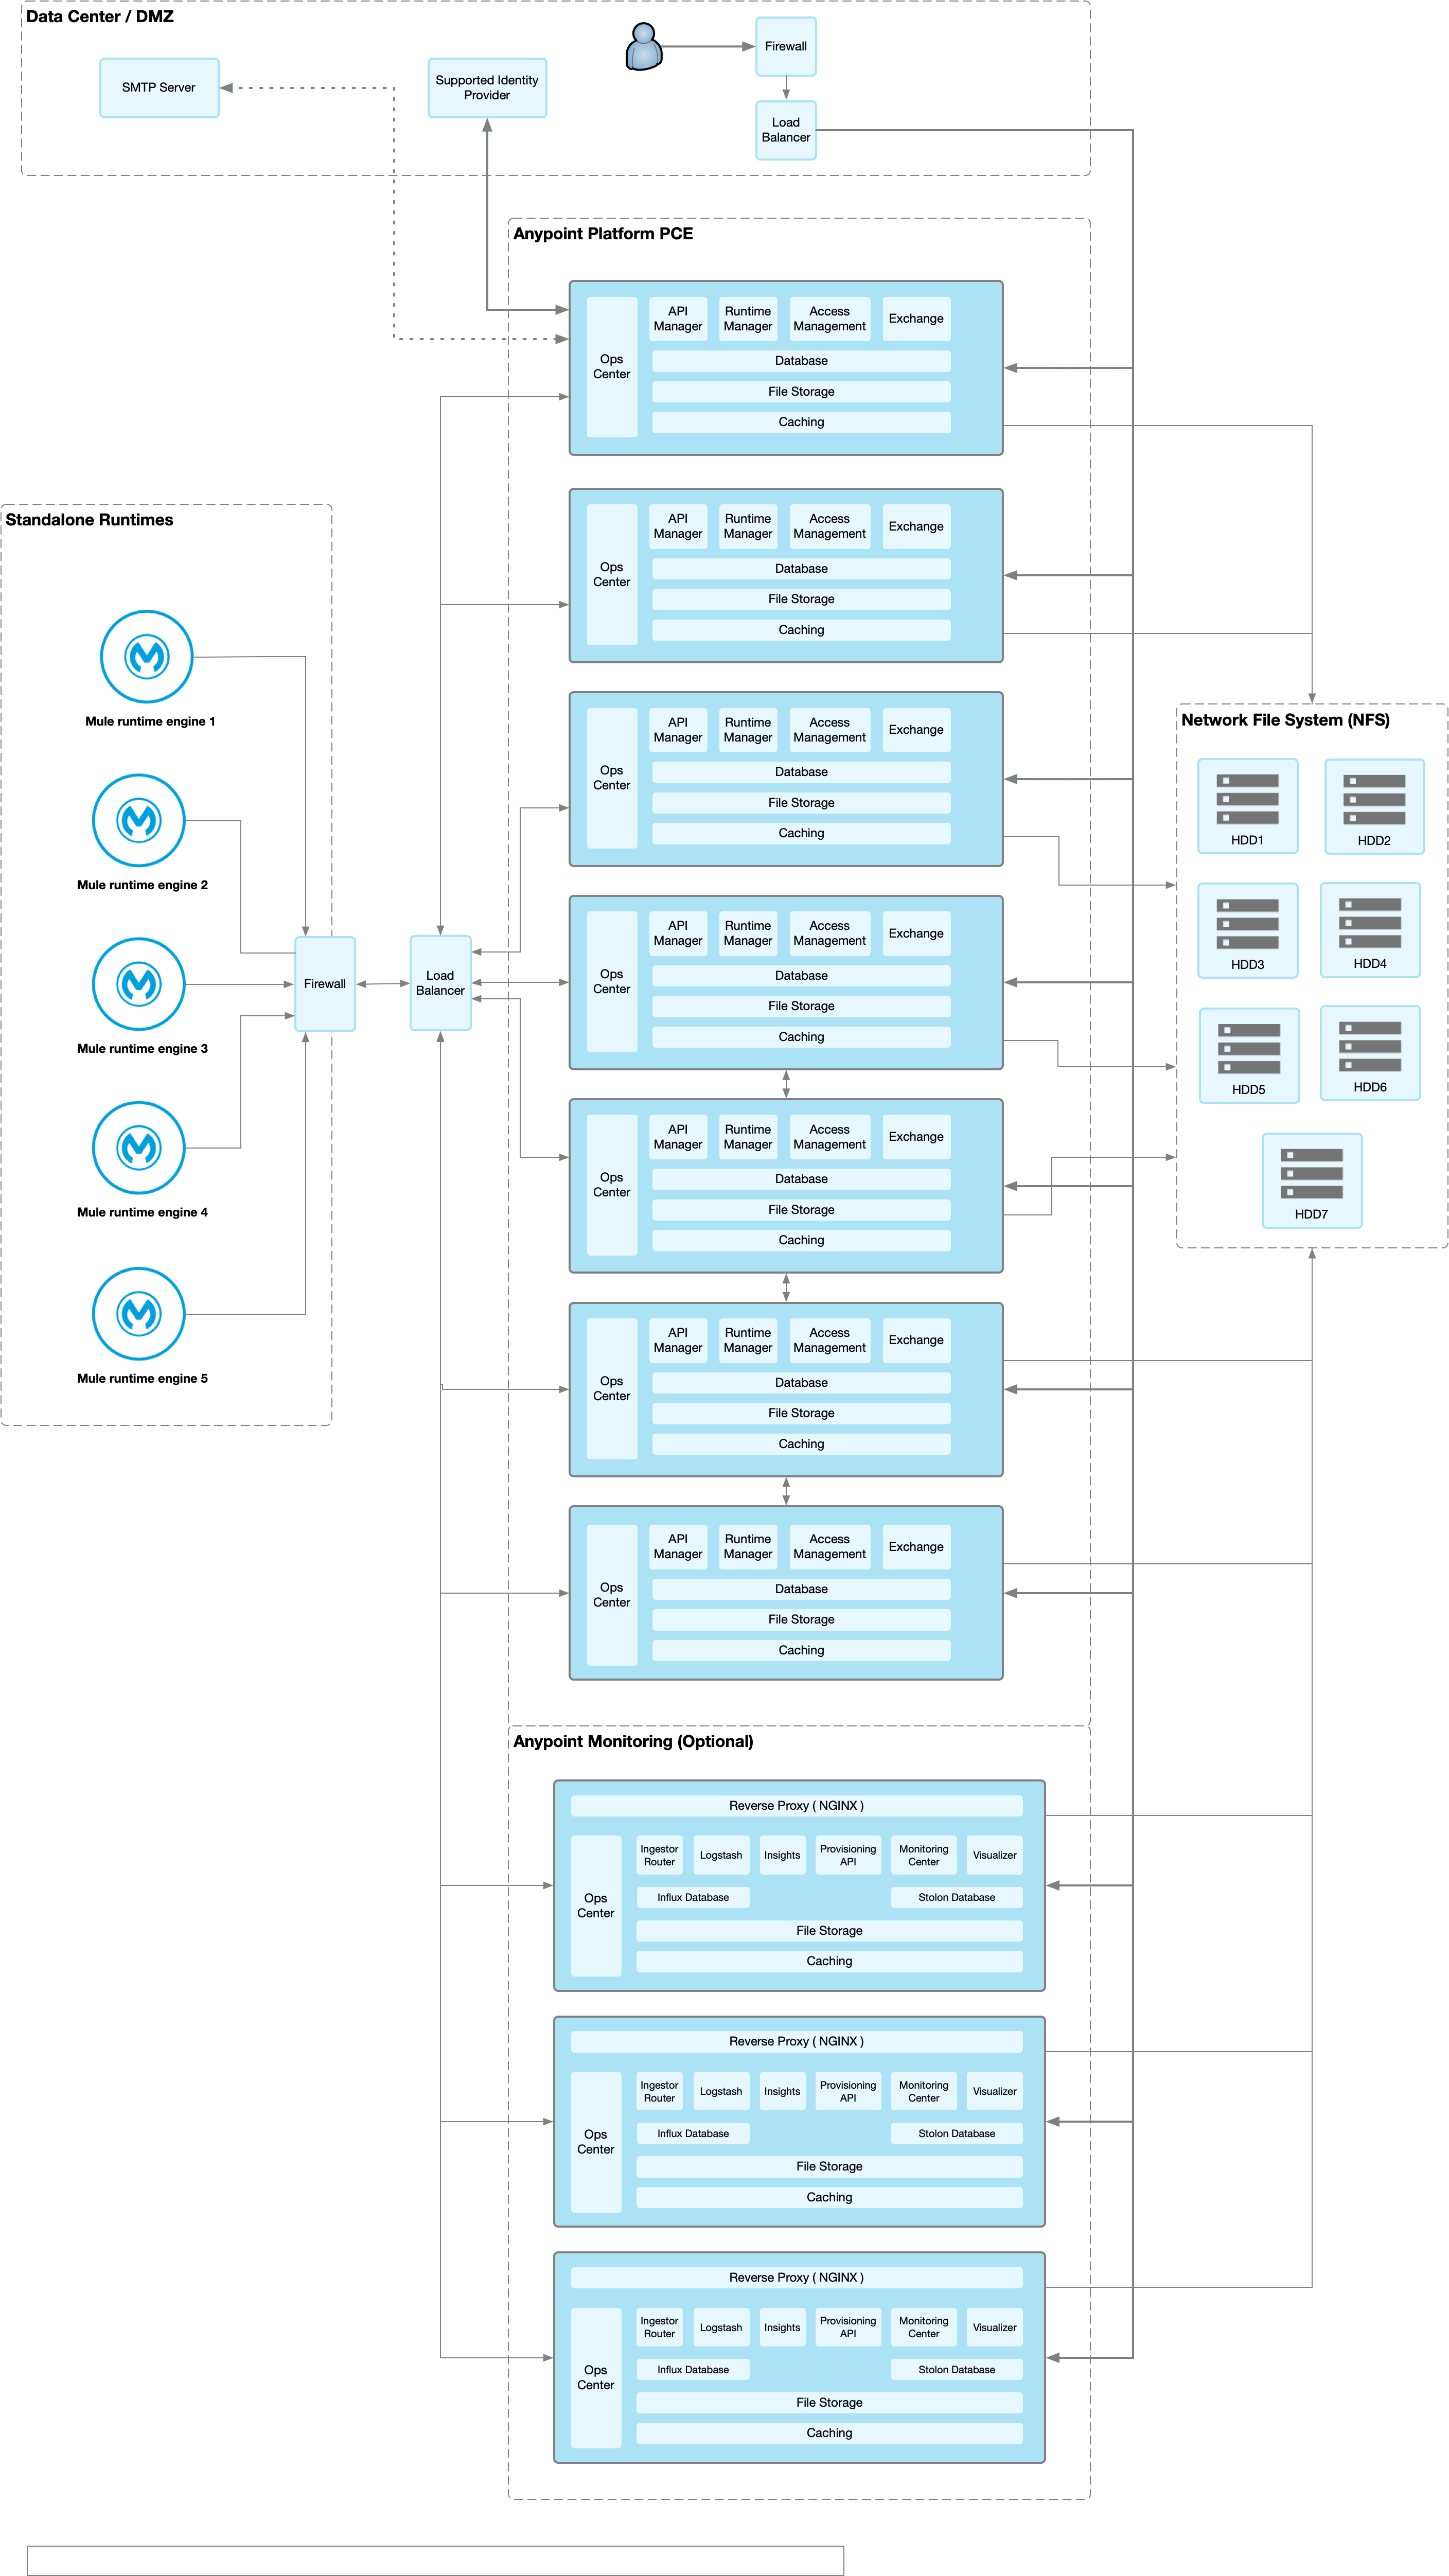 Data Center / DMZ
SMTP Server
Supported Identity
Provider
Firewall
Load
Balancer
Anypoint Platform PCE
Ops
Center
API
Manager
Runtime
Manager
Access
Management
Exchange
Database
File Storage
Caching
Ops
Center
API
Manager
Runtime
Manager
Access
Management
Exchange
Database
File Storage
Caching
Ops
Center
API
Manager
Runtime
Manager
Access
Management
Exchange
Database
File Storage
Caching
Ops
Center
API
Manager
Runtime
Manager
Access
Management
Exchange
Database
File Storage
Caching
Ops
Center
API
Manager
Runtime
Manager
Access
Management
Exchange
Database
File Storage
Caching
Ops
Center
API
Manager
Runtime
Manager
Access
Management
Exchange
Database
File Storage
Caching
Ops
Center
API
Manager
Runtime
Manager
Access
Management
Exchange
Database
File Storage
Caching
Standalone Runtimes
Mule runtime engine 1
Mule runtime engine 2
Mule runtime engine 3
Mule runtime engine 4
Mule runtime engine 5
Firewall
Load
Balancer
Network File System (NFS)
HDD1
HDD2
HDD3
HDD4
HDD5
HDD6
HDD7
Anypoint Monitoring (Optional)
Reverse Proxy ( NGINX )
Ops
Center
Ingestor
Router
Logstash
Insights
Provisioning
API
Monitoring
Center
Visualizer
Influx Database
Stolon Database
File Storage
Caching
Reverse Proxy ( NGINX )
Ops
Center
Ingestor
Router
Logstash
Insights
Provisioning
API
Monitoring
Center
Visualizer
Influx Database
Stolon Database
File Storage
Caching
Reverse Proxy ( NGINX )
Ops
Center
Ingestor
Router
Logstash
Insights
Provisioning
API
Monitoring
Center
Visualizer
Influx Database
Stolon Database
File Storage
Caching